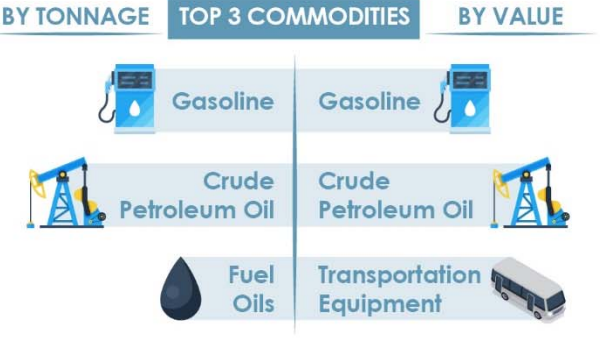 BY TONNAGE TOP 3 COMMODITIES BY VALUE
Gasoline Gasoline
Crude Crude
Petroleum Oil Petroleum Oil
Fuel Transportation
Oils Equipment